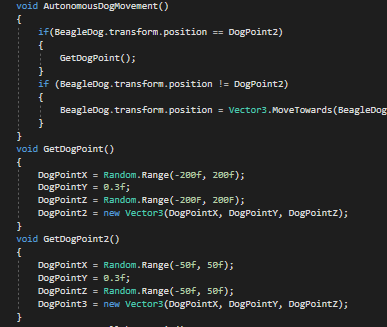 void AutonomousDogMovement()
{
if(BeagleDog.transform.position == DogPoint2)
{
GetDogPoint();
}
if (BeagleDog.transform.position != DogPoint2)
{
BeagleDog.transform.position = Vector3.MoveTowards(BeagleDog
}
}
void GetDogPoint()
{
DogPointX = Random.Range(-200f, 200f);
DogPointY = 0.3f;
DogPointZ = Random.Range(-200F, 200F);
DogPoint2 = new Vector3(DogPointX, DogPointY, DogPointZ);
}
void GetDogPoint2()
{
DogPointX = Random.Range(-50f, 50f);
DogPointY = 0.3f;
DogPointZ = Random.Range(-50f, 50f);
DogPoint3 = new Vector3(DogPointX, DogPointY, DogPointZ);
}